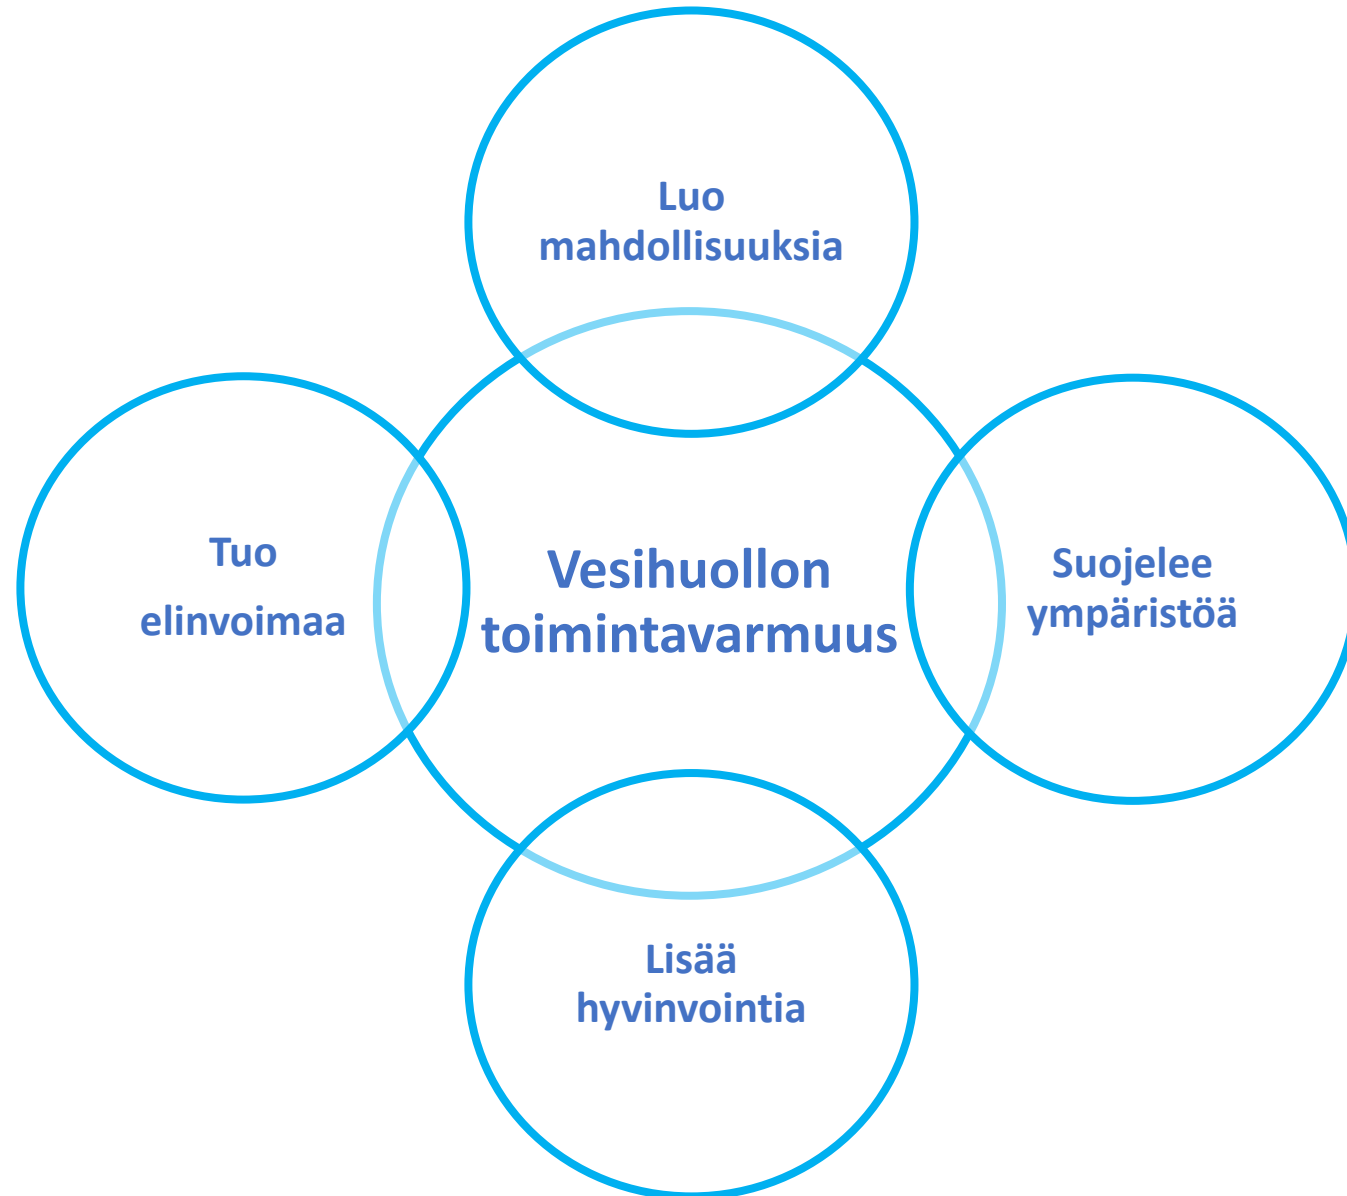 Luo
mahdollisuuksia
Tuo
elinvoimaa
Vesihuollon
toimintavarmuus
Suojelee
ympäristöä
Lisää
hyvinvointia